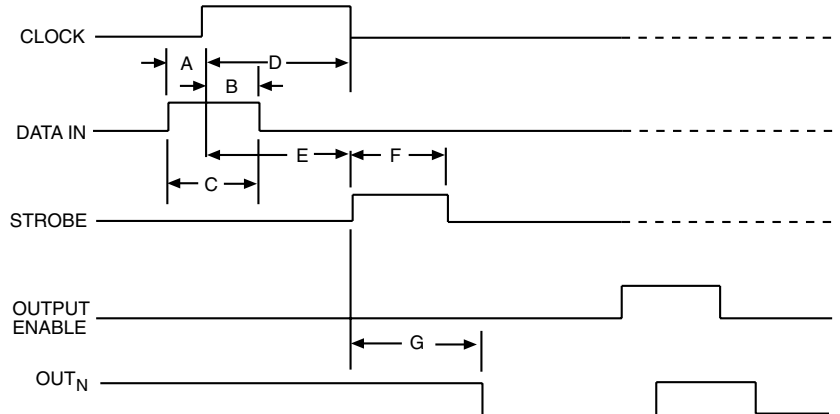 CLOCK
A
D
B
DATA IN
E
F
C
STROBE
OUTPUT
ENABLE
G
OUTN